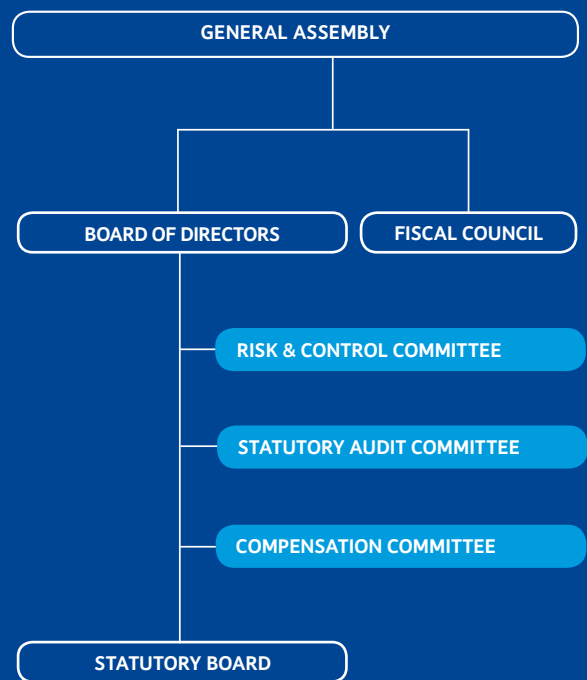 GENERAL ASSEMBLY
BOARD OF DIRECTORS
FISCAL COUNCIL
RISK & CONTROL COMMITTEE
STATUTORY AUDIT COMMITTEE
COMPENSATION COMMITTEE
STATUTORY BOARD